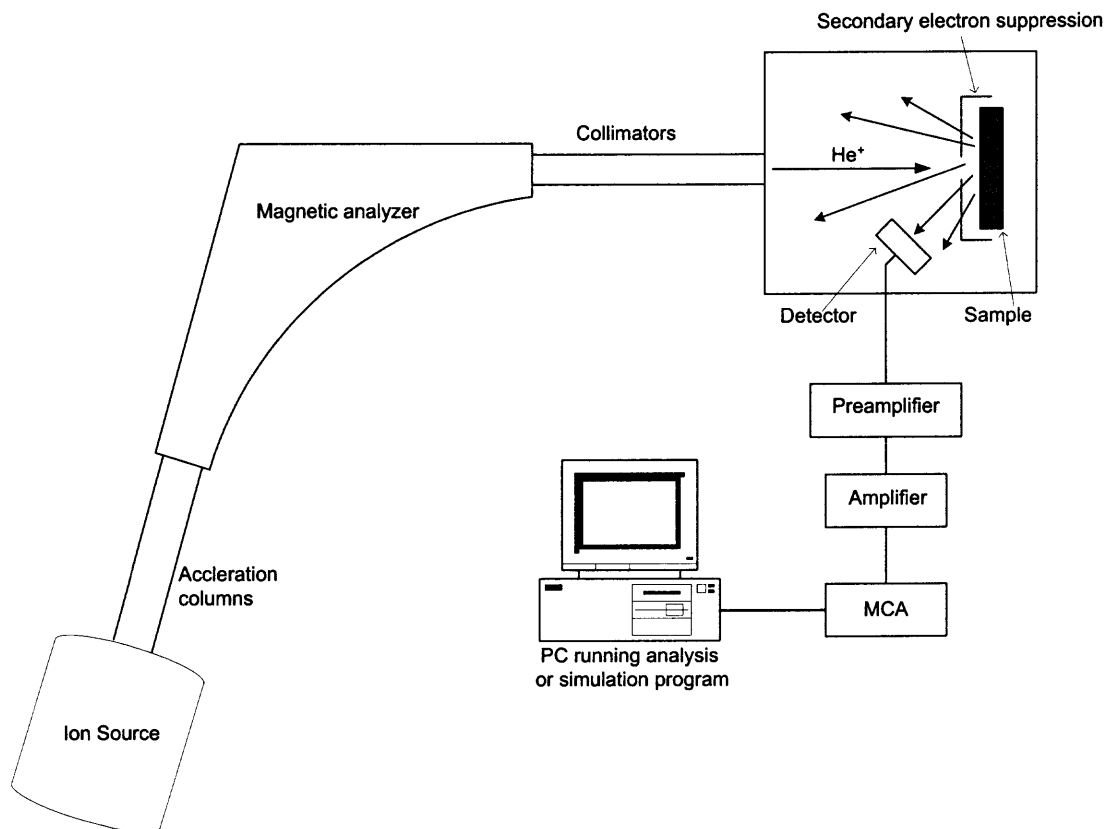 Secondary electron suppression
Collimators
He+
Magnetic analyzer
Detector
Sample
Preamplifier
Amplifier
Accleration
columns
MCA
PC running analysis
or simulation program
Ion Source